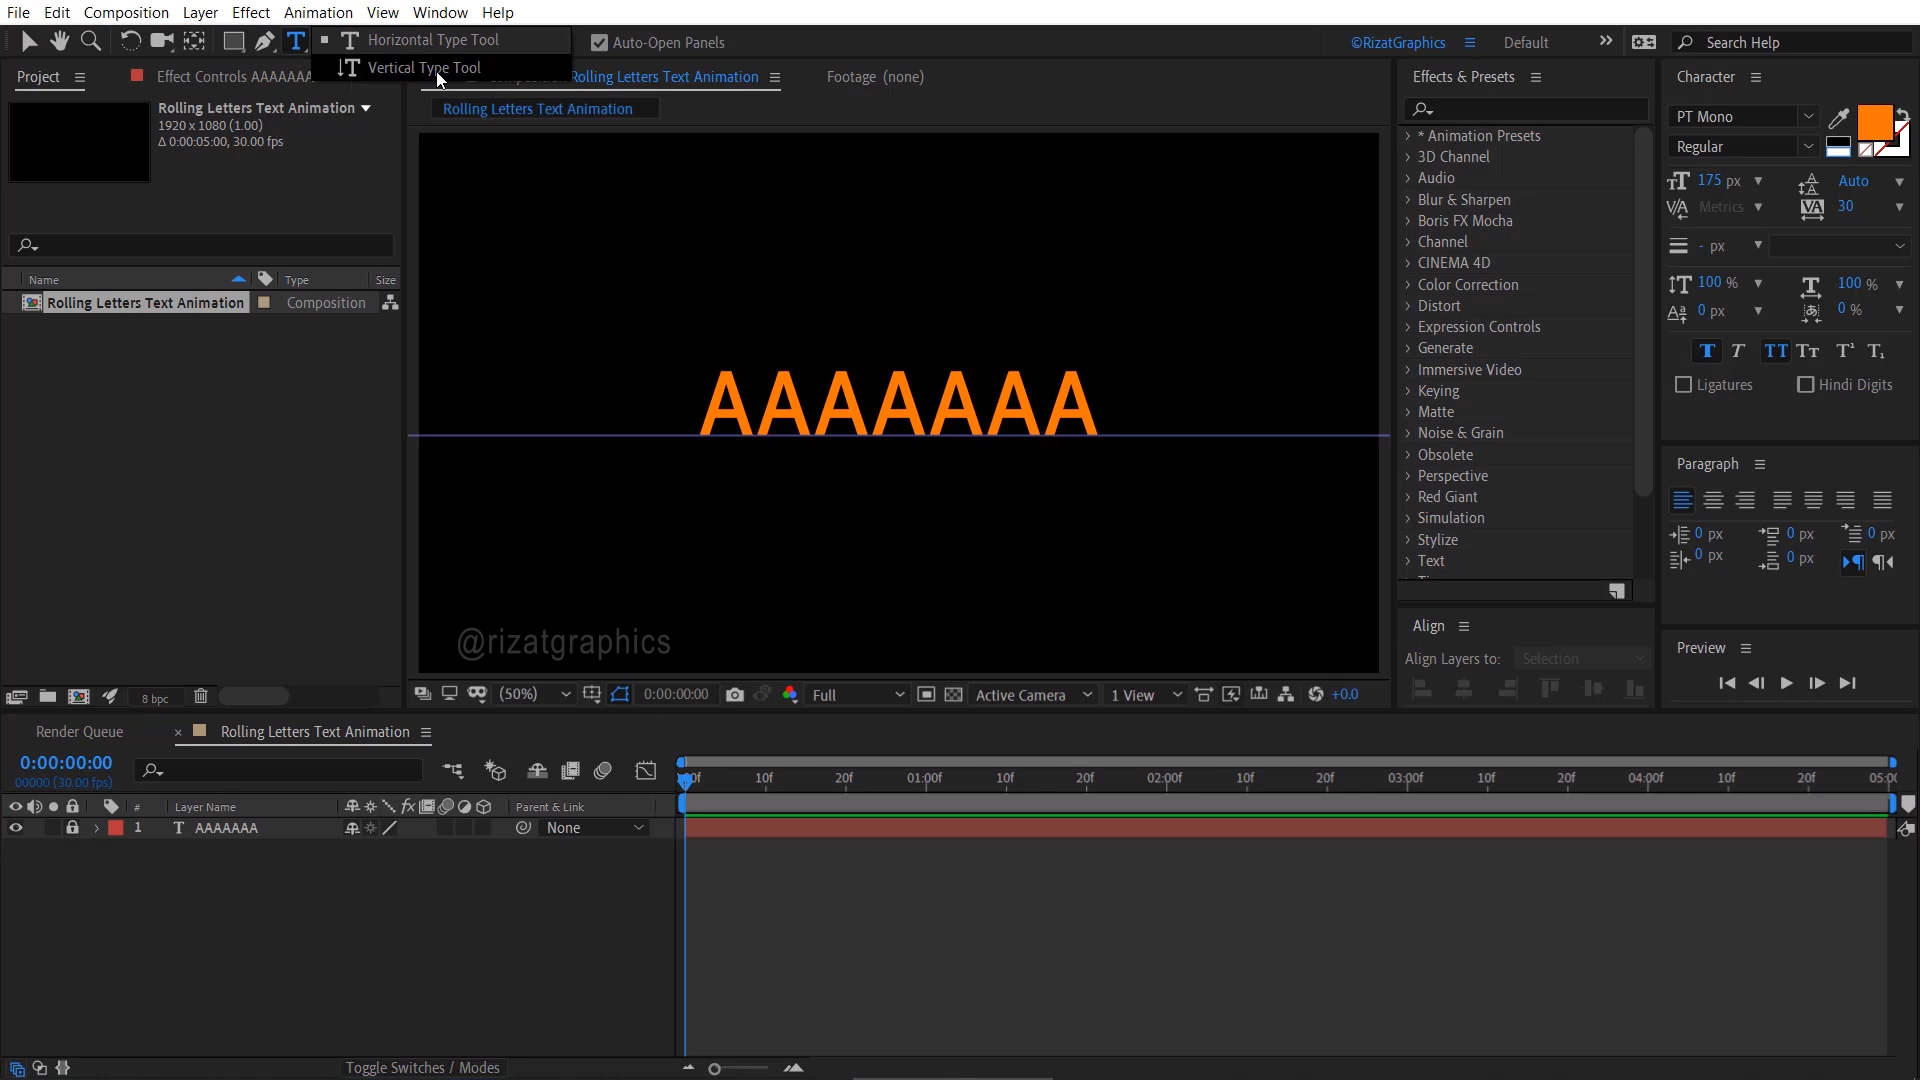 File Edit Composition Layer Effect Animation View Window Help
Horizontal Type Tool
Vertical Type Tool
Auto-Open Panels
©RizatGraphics
Default
Search Help
Project
Effect Controls AAAAAAA
Rolling Letters Text Animation
Footage (none)
Rolling Letters Text Animation
Rolling Letters Text Animation
1920 x 1080 (1.00)
Δ 0:00:05:00, 30.00 fps
Name Type Size
Rolling Letters Text Animation Composition
8 bpc
AAAAAAA
@rizatgraphics
(50%) 0:00:00:00 Full Active Camera 1 View +0.0
Effects & Presets
* Animation Presets
3D Channel
Audio
Blur & Sharpen
Boris FX Mocha
Channel
CINEMA 4D
Color Correction
Distort
Expression Controls
Generate
Immersive Video
Keying
Matte
Noise & Grain
Obsolete
Perspective
Red Giant
Simulation
Stylize
Text
Align
Align Layers to: Selection
Character
PT Mono
Regular
175 px Auto
Metrics 30
- px
100 % 100 %
0 px 0 %
Ligatures Hindi Digits
Paragraph
0 px 0 px 0 px
0 px 0 px
Preview
Render Queue
Rolling Letters Text Animation
0:00:00:00
00000 (30.00 fps)
10f 20f 01:00f 10f 20f 02:00f 10f 20f 03:00f 10f 20f 04:00f 10f 20f
# Layer Name Parent & Link
1 T AAAAAAA None
Toggle Switches / Modes